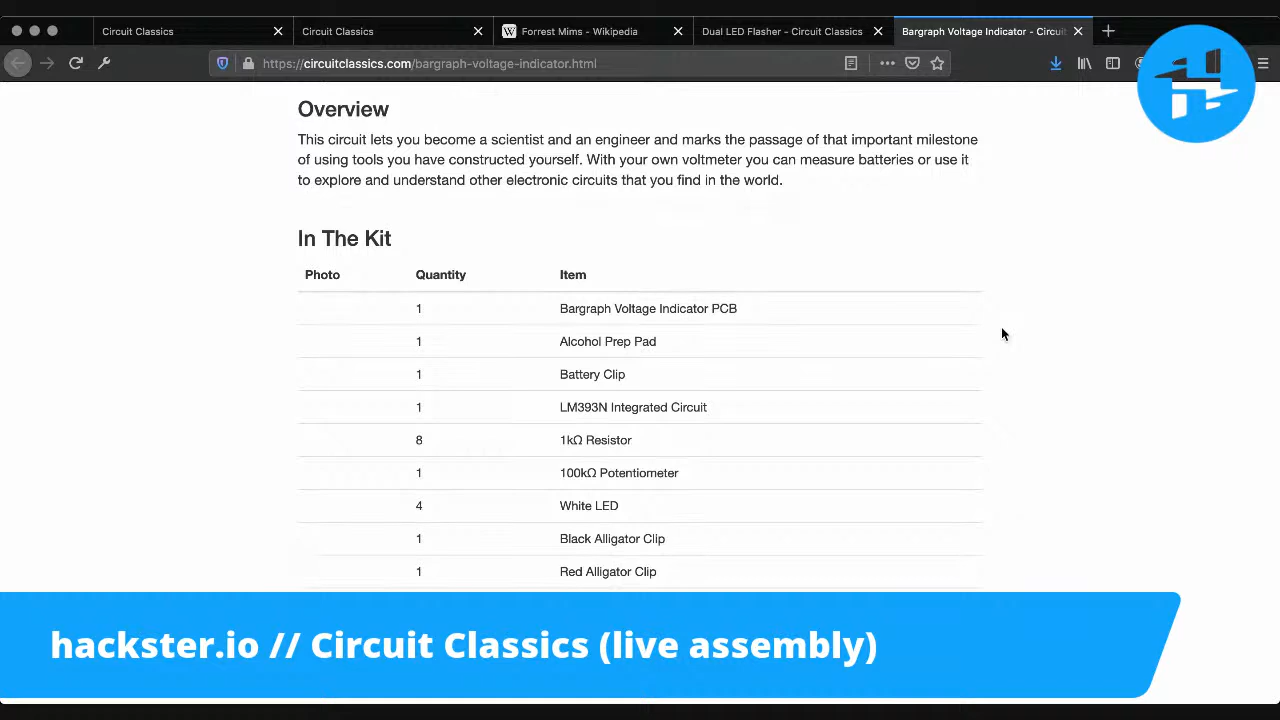 Circuit Classics
Circuit Classics
Forrest Mims - Wikipedia
Dual LED Flasher - Circuit Classics
Bargraph Voltage Indicator - Circuit
https://circuitclassics.com/bargraph-voltage-indicator.html
Overview
This circuit lets you become a scientist and an engineer and marks the passage of that important milestone
of using tools you have constructed yourself. With your own voltmeter you can measure batteries or use it
to explore and understand other electronic circuits that you find in the world.
In The Kit
Photo Quantity Item
1 Bargraph Voltage Indicator PCB
1 Alcohol Prep Pad
1 Battery Clip
1 LM393N Integrated Circuit
8 1kΩ Resistor
1 100kΩ Potentiometer
4 White LED
1 Black Alligator Clip
1 Red Alligator Clip
hackster.io // Circuit Classics (live assembly)